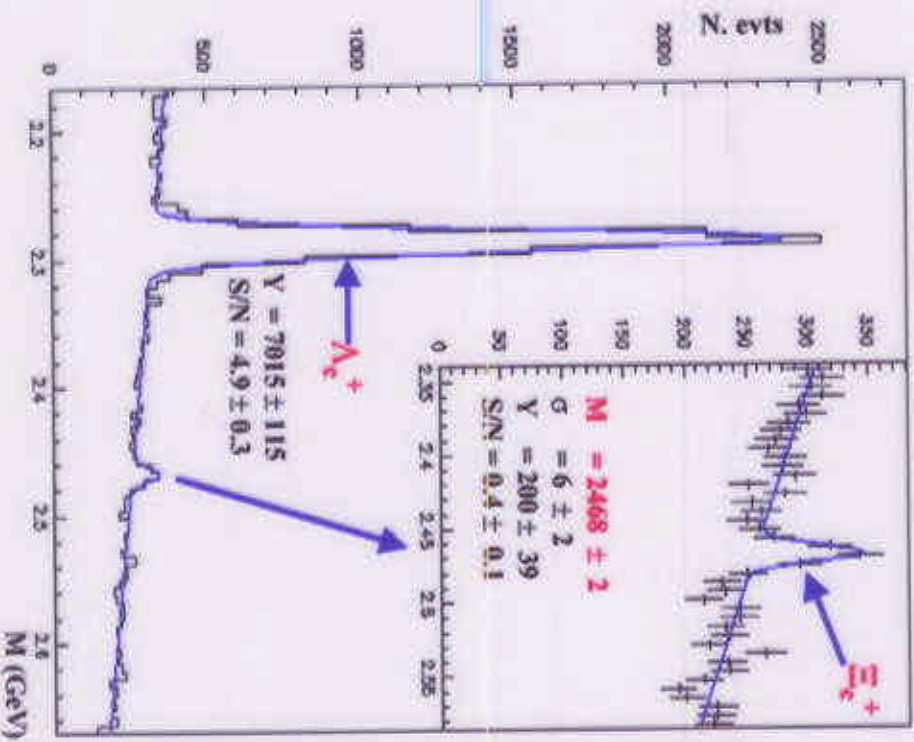 N. evts
2500
2000
1500
1000
500
0
2.2
2.3
2.4
2.5
2.6
M (GeV)
Λc+
Y = 7015 ± 115
S/N = 4.9 ± 0.3
350
300
250
200
150
100
50
0
2.35
2.4
2.45
2.5
2.55
M = 2468 ± 2
σ = 6 ± 2
Y = 200 ± 39
S/N = 0.4 ± 0.1
Ξc+